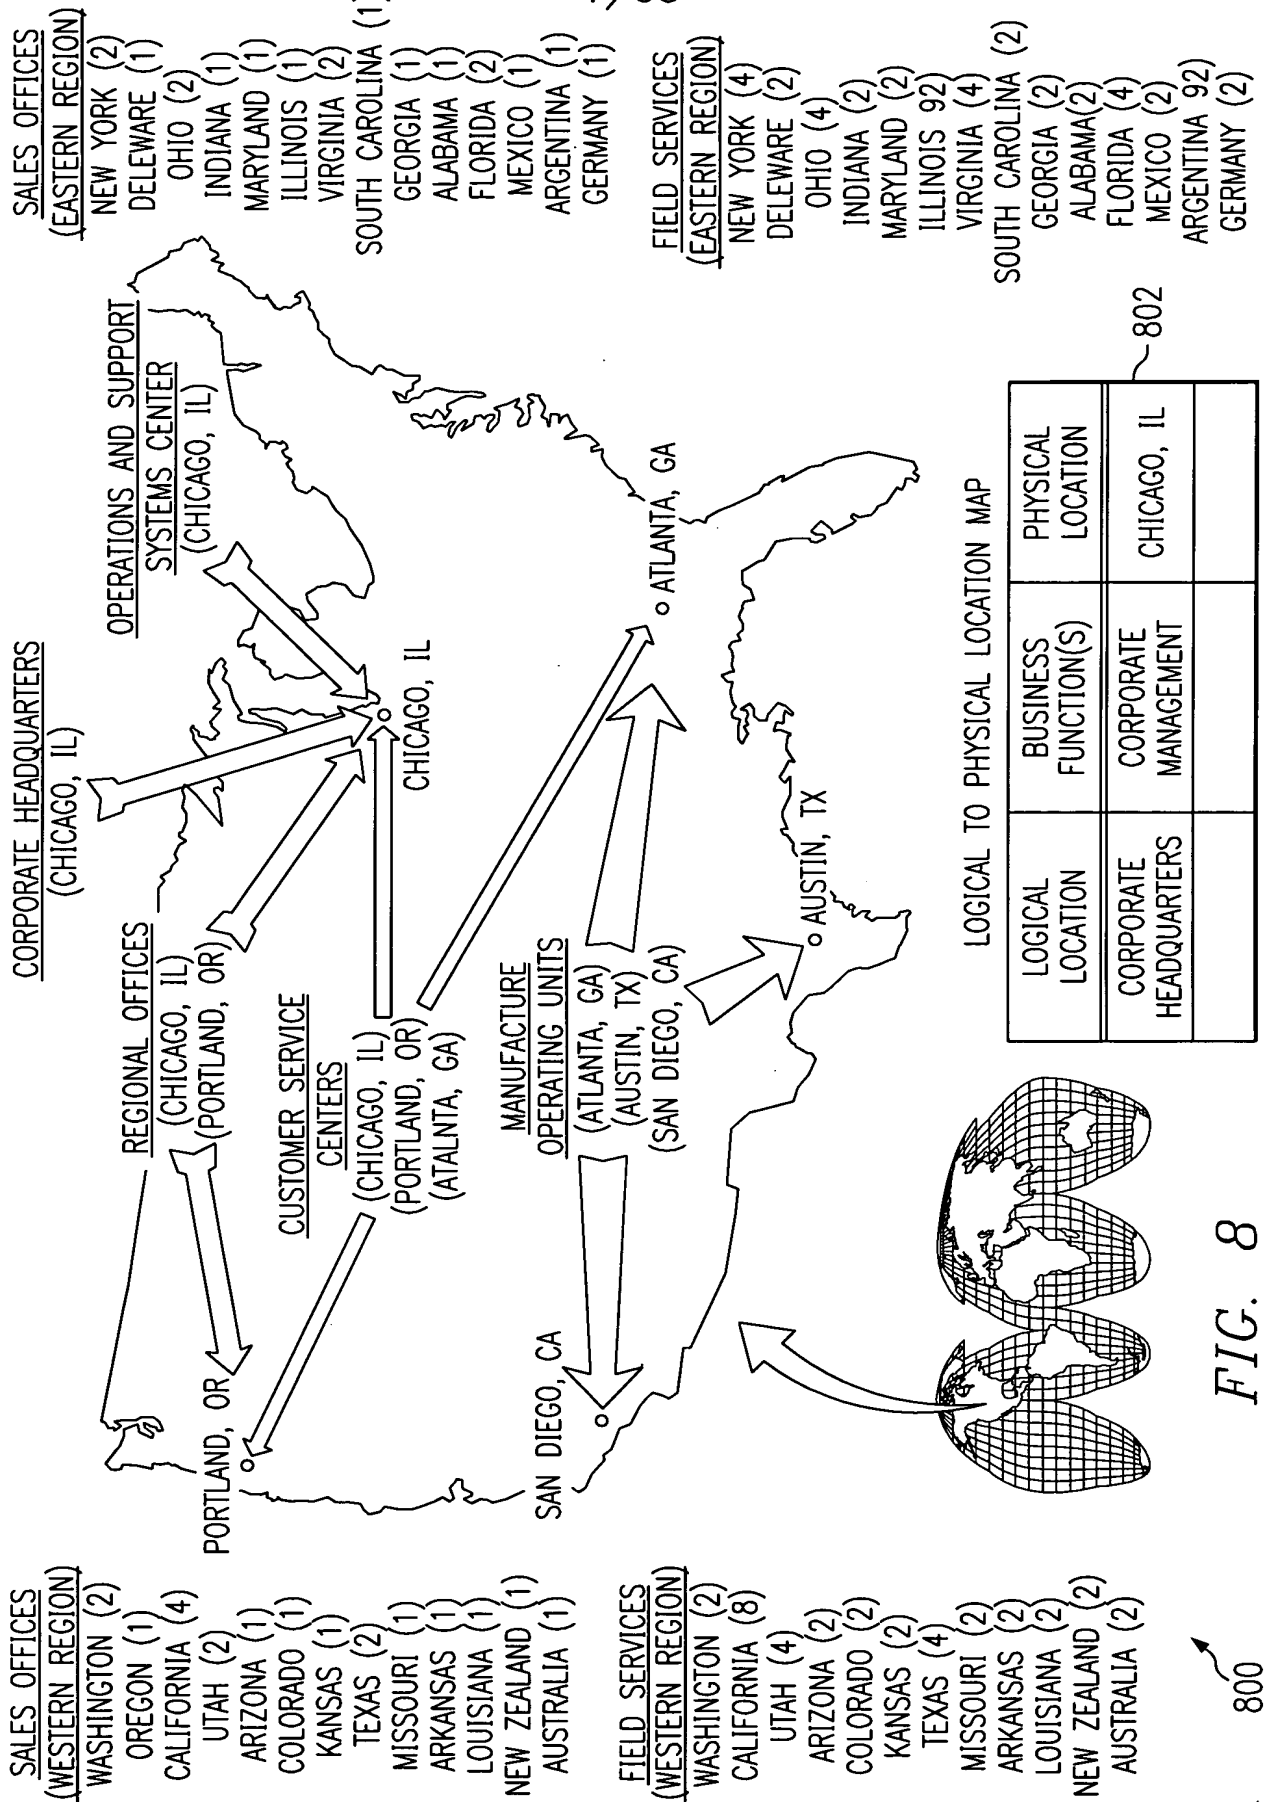 SALES OFFICES
(WESTERN REGION)
WASHINGTON (2)
OREGON (1)
CALIFORNIA (4)
UTAH (2)
ARIZONA (1)
COLORADO (1)
KANSAS (1)
TEXAS (2)
MISSOURI (1)
ARKANSAS (1)
LOUISIANA (1)
NEW ZEALAND (1)
AUSTRALIA (1)
FIELD SERVICES
(WESTERN REGION)
WASHINGTON (2)
CALIFORNIA (8)
UTAH (4)
ARIZONA (2)
COLORADO (2)
KANSAS (2)
TEXAS (4)
MISSOURI (2)
ARKANSAS (2)
LOUISIANA (2)
NEW ZEALAND (2)
AUSTRALIA (2)
800
CORPORATE HEADQUARTERS
(CHICAGO, IL)
REGIONAL OFFICES
(CHICAGO, IL)
(PORTLAND, OR)
OPERATIONS AND SUPPORT
SYSTEMS CENTER
(CHICAGO, IL)
PORTLAND, OR
CHICAGO, IL
CUSTOMER SERVICE
CENTERS
(CHICAGO, IL)
(PORTLAND, OR)
(ATALNTA, GA)
MANUFACTURE
OPERATING UNITS
(ATLANTA, GA)
(AUSTIN, TX)
(SAN DIEGO, CA)
SAN DIEGO, CA
ATLANTA, GA
AUSTIN, TX
SALES OFFICES
(EASTERN REGION)
NEW YORK (2)
DELEWARE (1)
OHIO (2)
INDIANA (1)
MARYLAND (1)
ILLINOIS (1)
VIRGINIA (2)
SOUTH CAROLINA (1)
GEORGIA (1)
ALABAMA (1)
FLORIDA (2)
MEXICO (1)
ARGENTINA (1)
GERMANY (1)
FIELD SERVICES
(EASTERN REGION)
NEW YORK (4)
DELEWARE (2)
OHIO (4)
INDIANA (2)
MARYLAND (2)
ILLINOIS 92)
VIRGINIA (4)
SOUTH CAROLINA (2)
GEORGIA (2)
ALABAMA(2)
FLORIDA (4)
MEXICO (2)
ARGENTINA 92)
GERMANY (2)
LOGICAL TO PHYSICAL LOCATION MAP
LOGICAL
LOCATION
BUSINESS
FUNCTION(S)
PHYSICAL
LOCATION
CORPORATE
HEADQUARTERS
CORPORATE
MANAGEMENT
CHICAGO, IL
802
FIG. 8